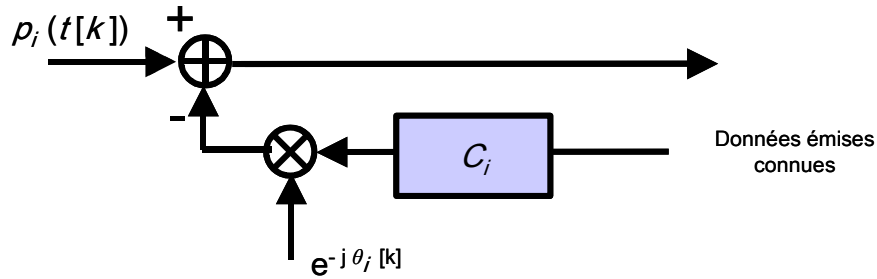 +
p_i (t[k])
-
C_i
Données émises
connues
e^{-j θ_i [k]}